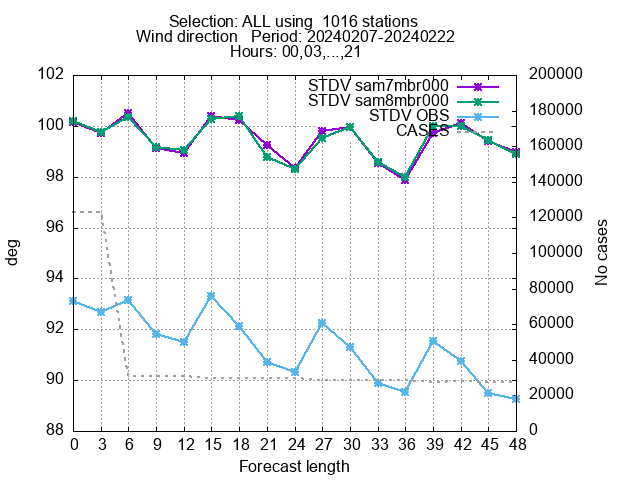 Selection: ALL using  1016 stations
Wind direction   Period: 20240207-20240222
Hours: 00,03,...,21
STDV sam7mbr000
STDV sam8mbr000
STDV OBS
CASES
102
100
98
96
94
92
90
88
deg
200000
180000
160000
140000
120000
100000
80000
60000
40000
20000
0
No cases
0 3 6 9 12 15 18 21 24 27 30 33 36 39 42 45 48
Forecast length